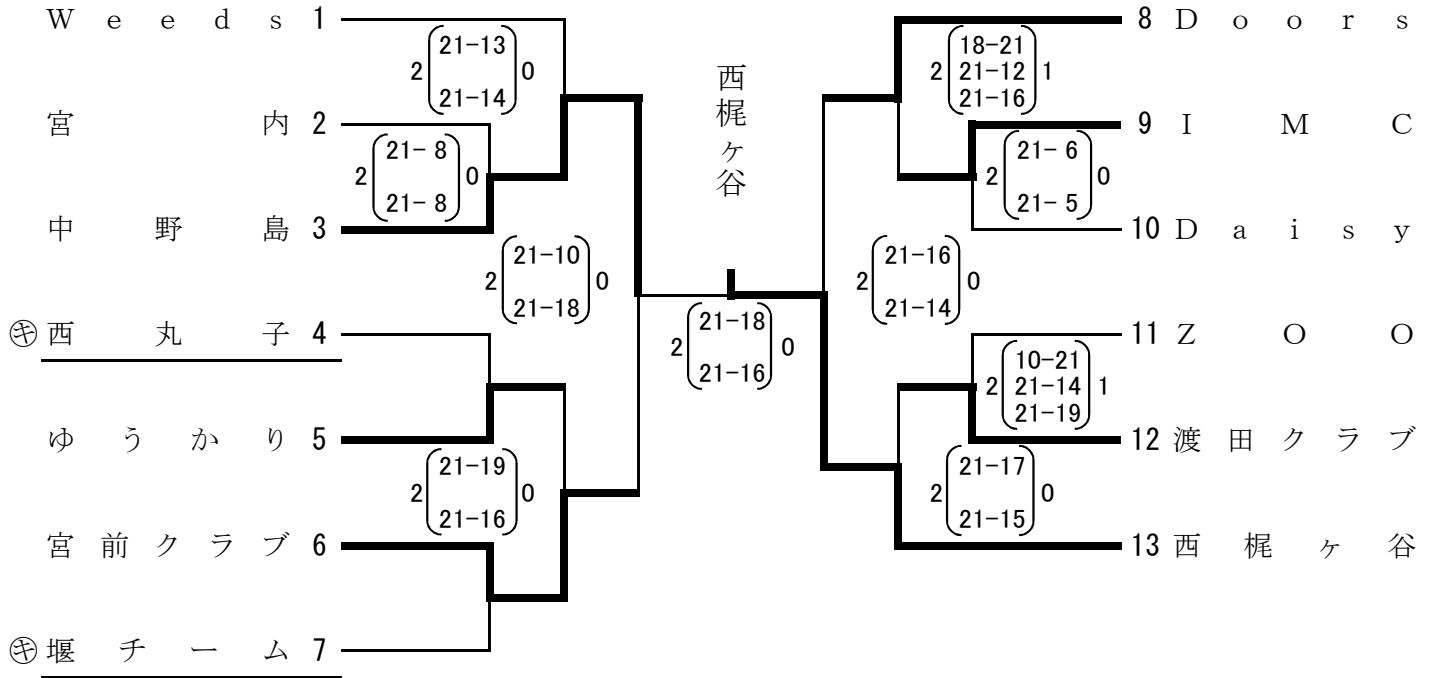 Weeds 1
2 21-13 0
21-14
宮内 2
2 21- 8 0
21- 8
中野島 3
2 21-10 0
21-18
㋖西丸子 4
ゆうかり 5
2 21-19 0
21-16
宮前クラブ 6
㋖堰チーム 7
西梶ヶ谷
2 21-18 0
21-16
8 Doors
18-21
2 21-12 1
21-16
9 IMC
2 21- 6 0
21- 5
10 Daisy
2 21-16 0
21-14
11 ZOO
10-21
2 21-14 1
21-19
12 渡田クラブ
2 21-17 0
21-15
13 西梶ヶ谷